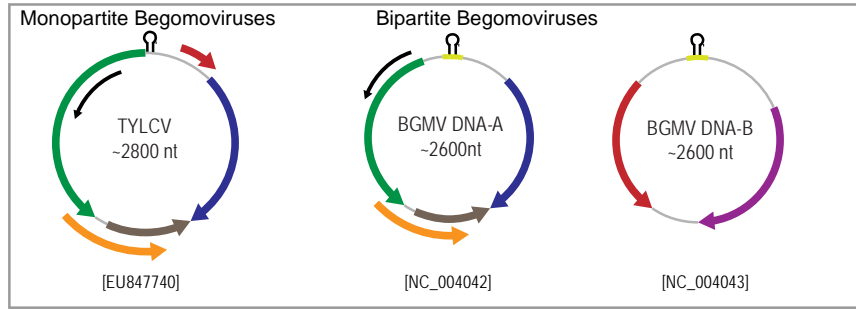 Monopartite Begomoviruses
Bipartite Begomoviruses
TYLCV
~2800 nt
BGMV DNA-A
~2600nt
BGMV DNA-B
~2600 nt
[EU847740]
[NC_004042]
[NC_004043]